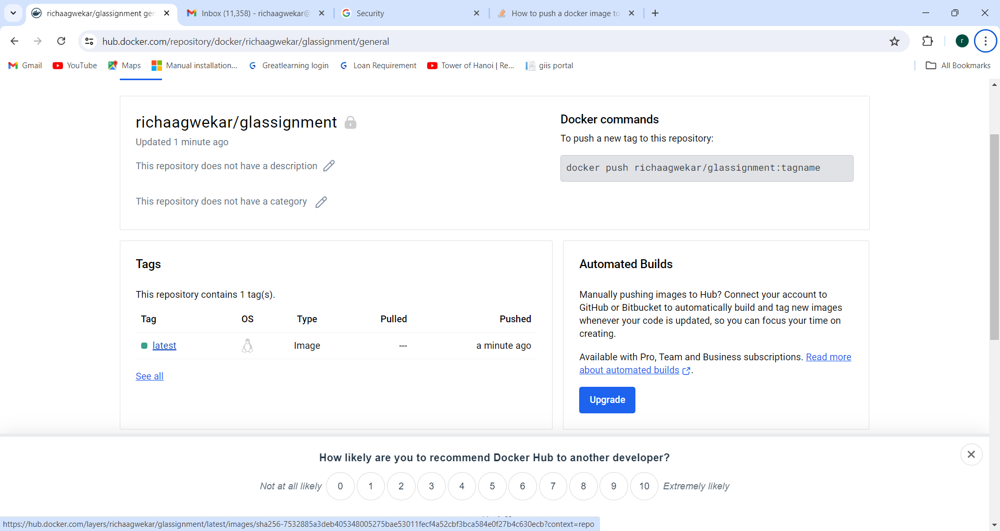 richaagwekar/glassignment gen
Inbox (11,358) - richaagwekar@
Security
How to push a docker image to
hub.docker.com/repository/docker/richaagwekar/glassignment/general
r
Gmail
YouTube
Maps
Manual installation...
Greatlearning login
Loan Requirement
Tower of Hanoi | Re...
giis portal
All Bookmarks
richaagwekar/glassignment
Updated 1 minute ago
This repository does not have a description
This repository does not have a category
Docker commands
To push a new tag to this repository:
docker push richaagwekar/glassignment:tagname
Tags
This repository contains 1 tag(s).
Tag OS Type Pulled Pushed
latest Image --- a minute ago
See all
Automated Builds
Manually pushing images to Hub? Connect your account to
GitHub or Bitbucket to automatically build and tag new images
whenever your code is updated, so you can focus your time on
creating.
Available with Pro, Team and Business subscriptions. Read more
about automated builds.
Upgrade
How likely are you to recommend Docker Hub to another developer?
Not at all likely 0 1 2 3 4 5 6 7 8 9 10 Extremely likely
https://hub.docker.com/layers/richaagwekar/glassignment/latest/images/sha256-7532885a3deb405348005275bae53011fecf4a52cbf3bca584e0f27b4c630ecb?context=repo